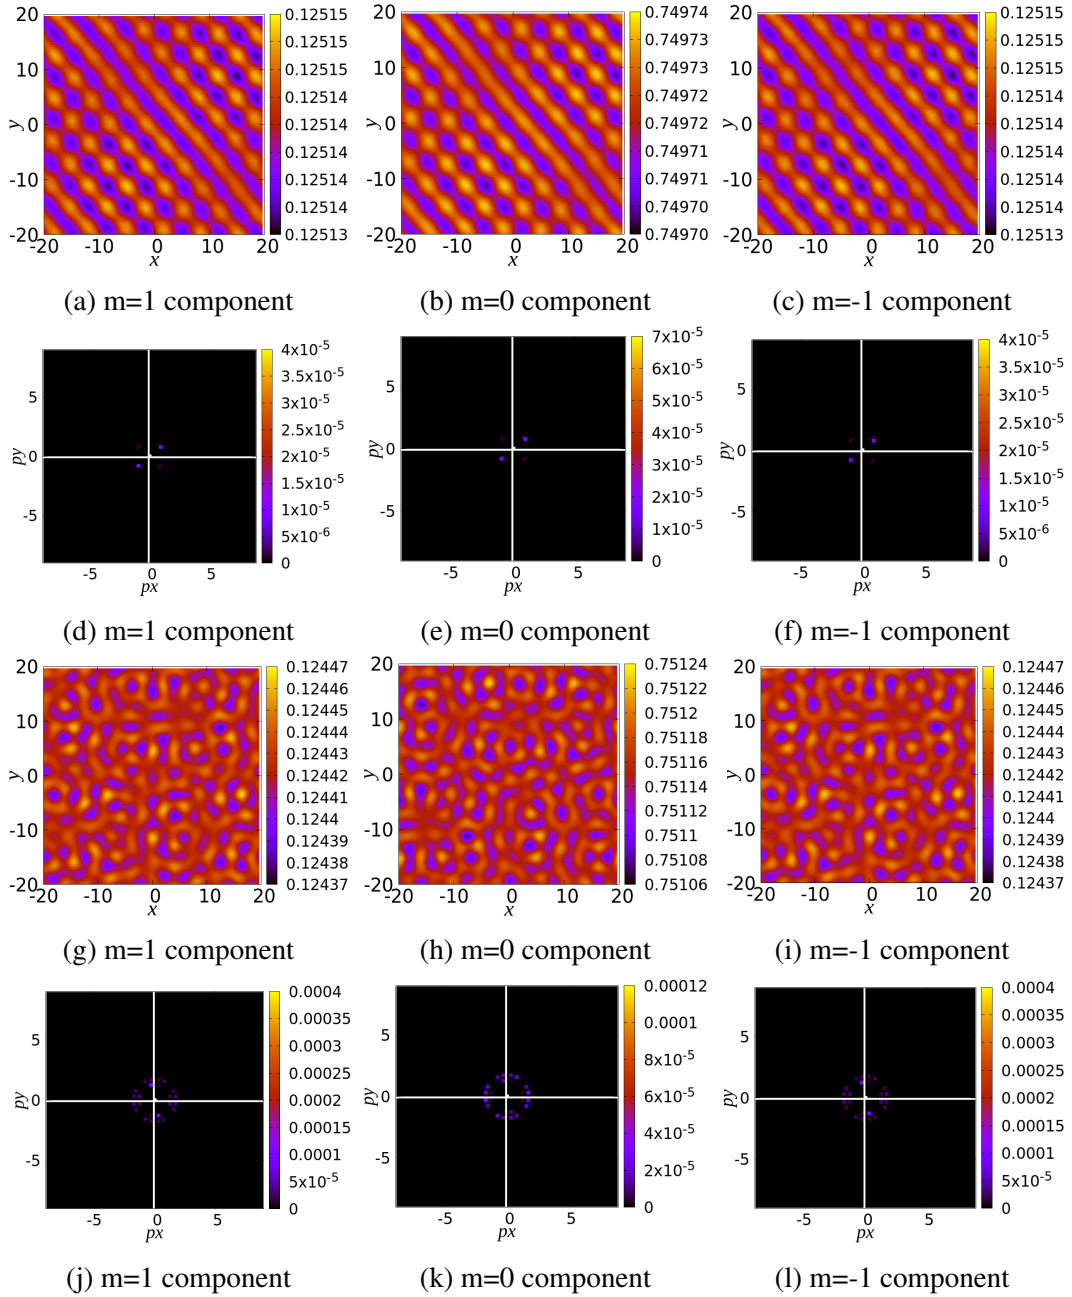 20
10
0
-10
-20
y
-20 -10 0 10 20
x
0.12515
0.12515
0.12515
0.12514
0.12514
0.12514
0.12514
0.12514
0.12513
20
10
0
-10
-20
y
-20 -10 0 10 20
x
0.74974
0.74973
0.74973
0.74972
0.74972
0.74971
0.74971
0.74970
0.74970
20
10
0
-10
-20
y
-20 -10 0 10 20
x
0.12515
0.12515
0.12515
0.12514
0.12514
0.12514
0.12514
0.12514
0.12513
(a) m=1 component
(b) m=0 component
(c) m=-1 component
5
0
-5
py
-5 0 5
px
4x10-5
3.5x10-5
3x10-5
2.5x10-5
2x10-5
1.5x10-5
1x10-5
5x10-6
0
5
0
-5
py
-5 0 5
px
7x10-5
6x10-5
5x10-5
4x10-5
3x10-5
2x10-5
1x10-5
0
5
0
-5
py
-5 0 5
px
4x10-5
3.5x10-5
3x10-5
2.5x10-5
2x10-5
1.5x10-5
1x10-5
5x10-6
0
(d) m=1 component
(e) m=0 component
(f) m=-1 component
20
10
0
-10
-20
y
-20 -10 0 10 20
x
0.12447
0.12446
0.12445
0.12444
0.12443
0.12442
0.12441
0.1244
0.12439
0.12438
0.12437
20
10
0
-10
-20
y
-20 -10 0 10 20
x
0.75124
0.75122
0.7512
0.75118
0.75116
0.75114
0.75112
0.7511
0.75108
0.75106
20
10
0
-10
-20
y
-20 -10 0 10 20
x
0.12447
0.12446
0.12445
0.12444
0.12443
0.12442
0.12441
0.1244
0.12439
0.12438
0.12437
(g) m=1 component
(h) m=0 component
(i) m=-1 component
5
0
-5
py
-5 0 5
px
0.0004
0.00035
0.0003
0.00025
0.0002
0.00015
0.0001
5x10-5
0
5
0
-5
py
-5 0 5
px
0.00012
0.0001
8x10-5
6x10-5
4x10-5
2x10-5
0
5
0
-5
py
-5 0 5
px
0.0004
0.00035
0.0003
0.00025
0.0002
0.00015
0.0001
5x10-5
0
(j) m=1 component
(k) m=0 component
(l) m=-1 component